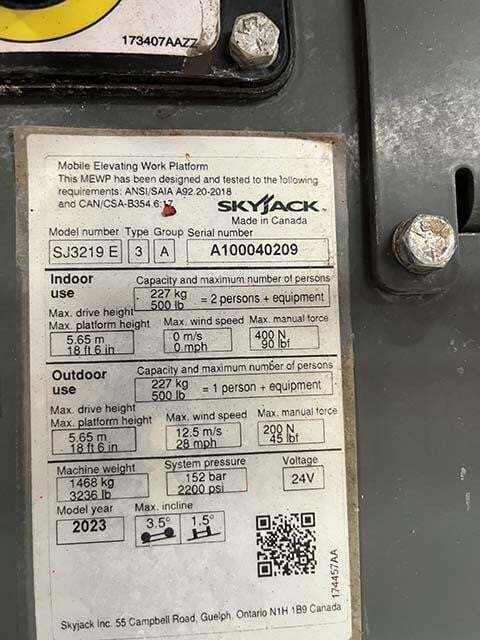 173407AAZZ
Mobile Elevating Work Platform
This MEWP has been designed and tested to the following
requirements: ANSI/SAIA A92.20-2018
and CAN/CSA-B354.6:17
SKYJACK
Made in Canada
Model number Type Group Serial number
SJ3219 E 3 A A100040209
Indoor use
Capacity and maximum number of persons
227 kg
500 lb
= 2 persons + equipment
Max. drive height
Max. platform height
5.65 m
18 ft 6 in
Max. wind speed
0 m/s
0 mph
Max. manual force
400 N
90 lbf
Outdoor use
Capacity and maximum number of persons
227 kg
500 lb
= 1 person + equipment
Max. drive height
Max. platform height
5.65 m
18 ft 6 in
Max. wind speed
12.5 m/s
28 mph
Max. manual force
200 N
45 lbf
Machine weight
1468 kg
3236 lb
System pressure
152 bar
2200 psi
Voltage
24V
Model year
2023
Max. incline
3.5° 1.5°
174457AA
Skyjack Inc. 55 Campbell Road, Guelph, Ontario N1H 1B9 Canada